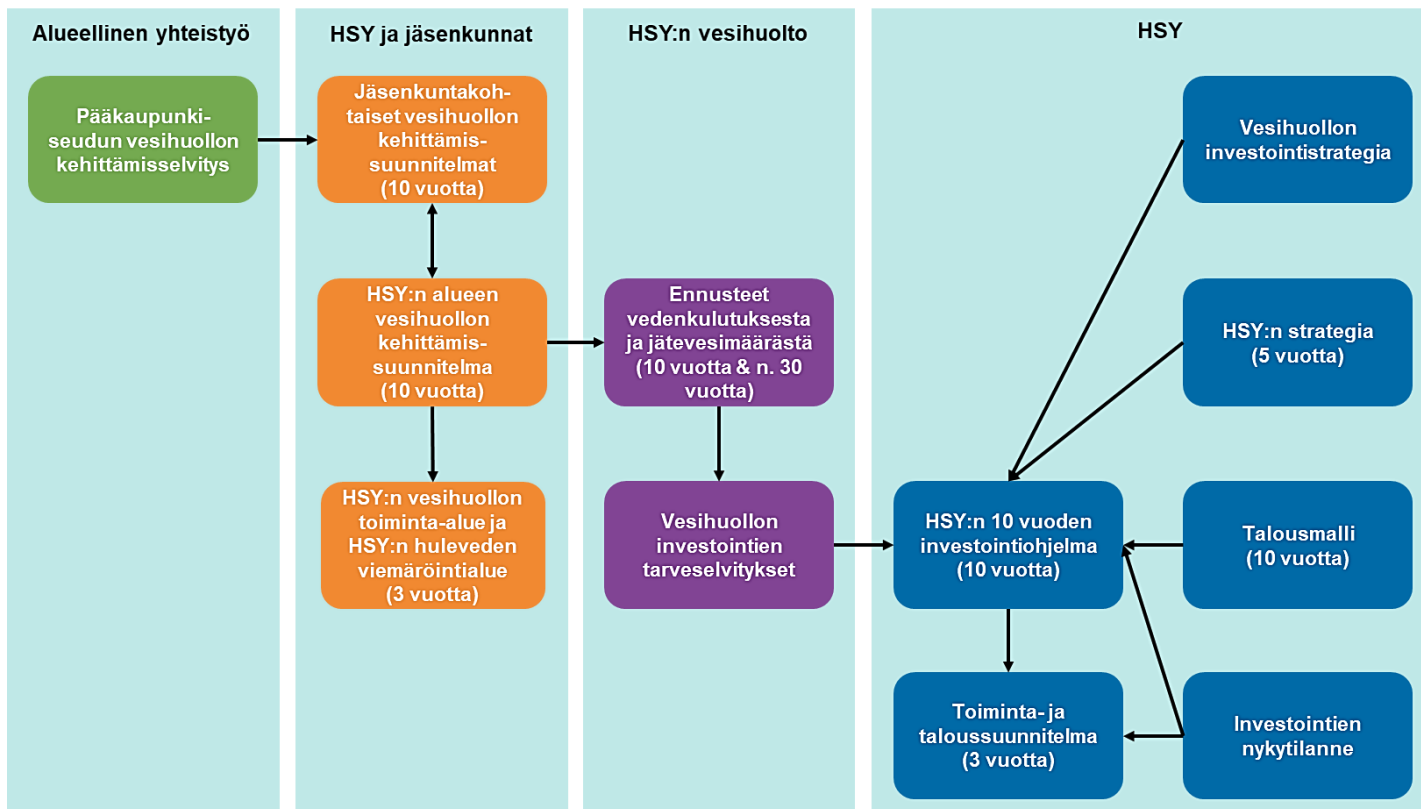 Alueellinen yhteistyö
Pääkaupunki-
seudun vesihuollon
kehittämisselvitys
HSY ja jäsenkunnat
Jäsenkuntakoh-
taiset vesihuollon
kehittämis-
suunnitelmat
(10 vuotta)
HSY:n alueen
vesihuollon
kehittämis-
suunnitelma
(10 vuotta)
HSY:n vesihuollon
toiminta-alue ja
HSY:n huleveden
viemäröintialue
(3 vuotta)
HSY:n vesihuolto
Ennusteet
vedenkulutuksesta
ja jätevesimäärästä
(10 vuotta & n. 30
vuotta)
Vesihuollon
investointien
tarveselvitykset
HSY
Vesihuollon
investointistrategia
HSY:n strategia
(5 vuotta)
HSY:n 10 vuoden
investointiohjelma
(10 vuotta)
Talousmalli
(10 vuotta)
Toiminta- ja
taloussuunnitelma
(3 vuotta)
Investointien
nykytilanne